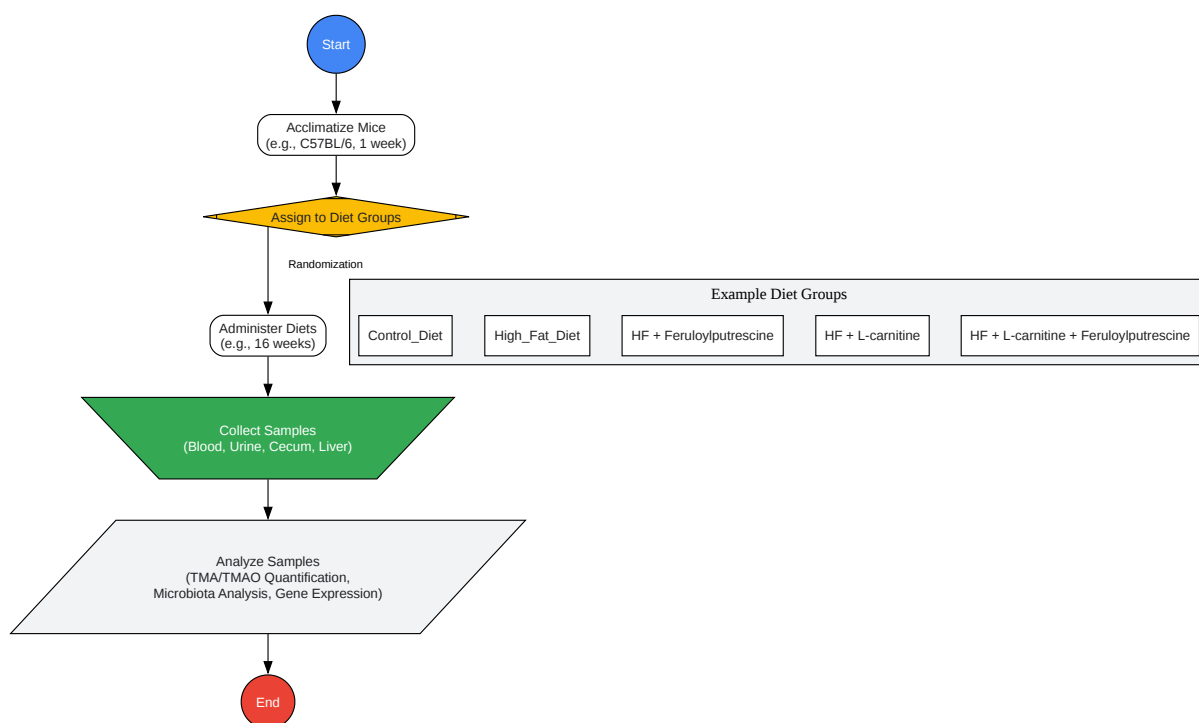 Start
Acclimatize Mice
(e.g., C57BL/6, 1 week)
Assign to Diet Groups
Randomization
Example Diet Groups
Control_Diet
High_Fat_Diet
HF + Feruloylputrescine
HF + L-carnitine
HF + L-carnitine + Feruloylputrescine
Administer Diets
(e.g., 16 weeks)
Collect Samples
(Blood, Urine, Cecum, Liver)
Analyze Samples
(TMA/TMAO Quantification,
Microbiota Analysis, Gene Expression)
End